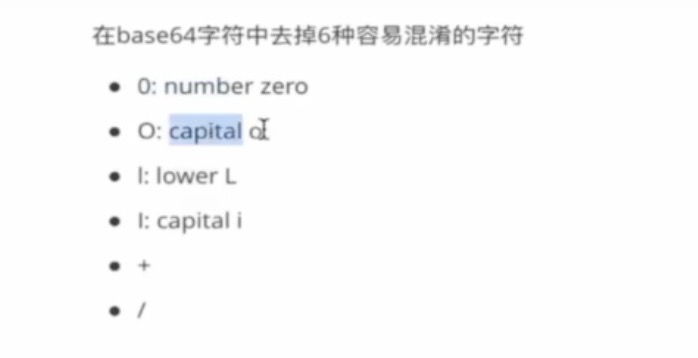 在base64字符中去掉6种容易混淆的字符
• 0: number zero
• O: capital o
• l: lower L
• I: capital i
• +
• /